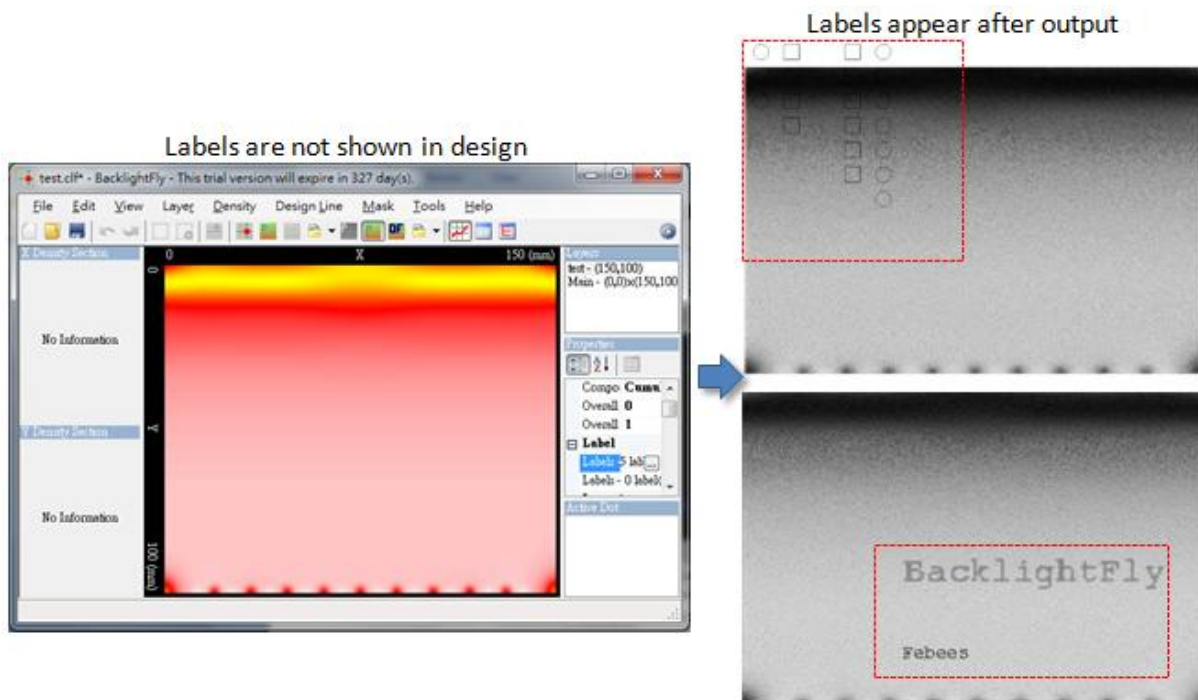 Labels appear after output
Labels are not shown in design
test.clf* - BacklightFly - This trial version will expire in 327 day(s).
File Edit View Layer Density Design Line Mask Tools Help
X Density Section
0 X 150 (mm)
Layers
test - (150,100)
Main - (0,0)x(150,100
0
No Information
Properties
Compo Cumu
Overall 0
Overall 1
Label
Labels 5 labl
Labels - 0 label(
Y Density Section
Y
Active Dot
No Information
100 (mm)
BacklightFly
Febees